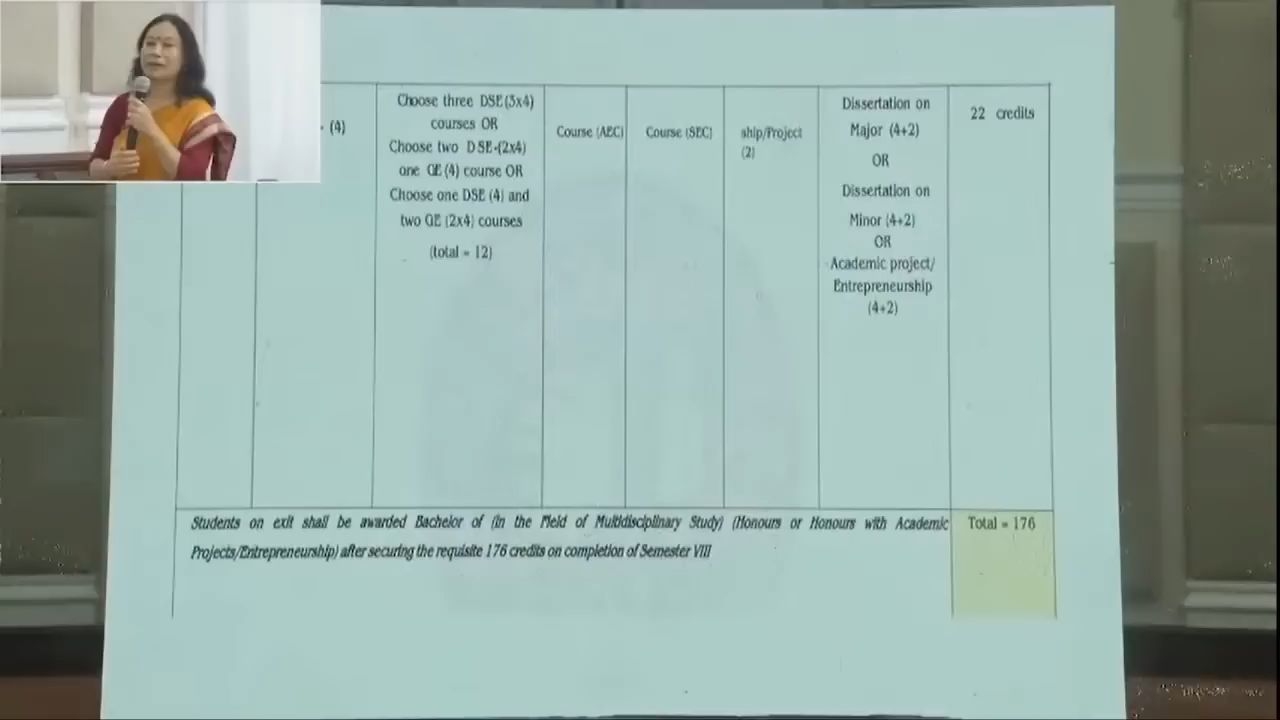 - (4)
Choose three DSE (3x4)
courses OR
Choose two DSE-(2x4)
one GE (4) course OR
Choose one DSE (4) and
two GE (2x4) courses
(total = 12)
Course (AEC)
Course (SEC)
ship/Project
(2)
Dissertation on
Major (4+2)
OR
Dissertation on
Minor (4+2)
OR
Academic project/
Entrepreneurship
(4+2)
22 credits
Students on exit shall be awarded Bachelor of (in the Field of Multidisciplinary Study) (Honours or Honours with Academic
Projects/Entrepreneurship) after securing the requisite 176 credits on completion of Semester VIII
Total = 176